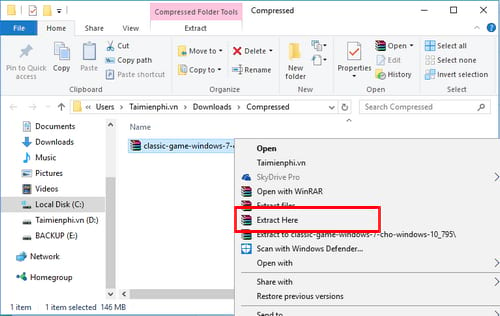 Compressed Folder Tools
Compressed
File
Home
Share
View
Extract
Pin to Quick access
Copy
Paste
Cut
Copy path
Paste shortcut
Clipboard
Move to
Copy to
Delete
Rename
Organize
New folder
New
Properties
Open
Edit
History
Open
Select all
Select none
Invert selection
Select
Users
Taimienphi.vn
Downloads
Compressed
Search Compressed
Documents
Downloads
Music
Pictures
Videos
Local Disk (C:)
Taimienphi.vn (D:)
BACKUP (E:)
Network
Homegroup
Name
classic-game-windows-7-c
Open
Taimienphi.vn
SkyDrive Pro
Open with WinRAR
Extract files...
Extract Here
Extract to classic-game-windows-7-cho-windows-10_795\
Scan with Windows Defender...
Open with
Share with
Restore previous versions
Send to
1 item
1 item selected
146 MB